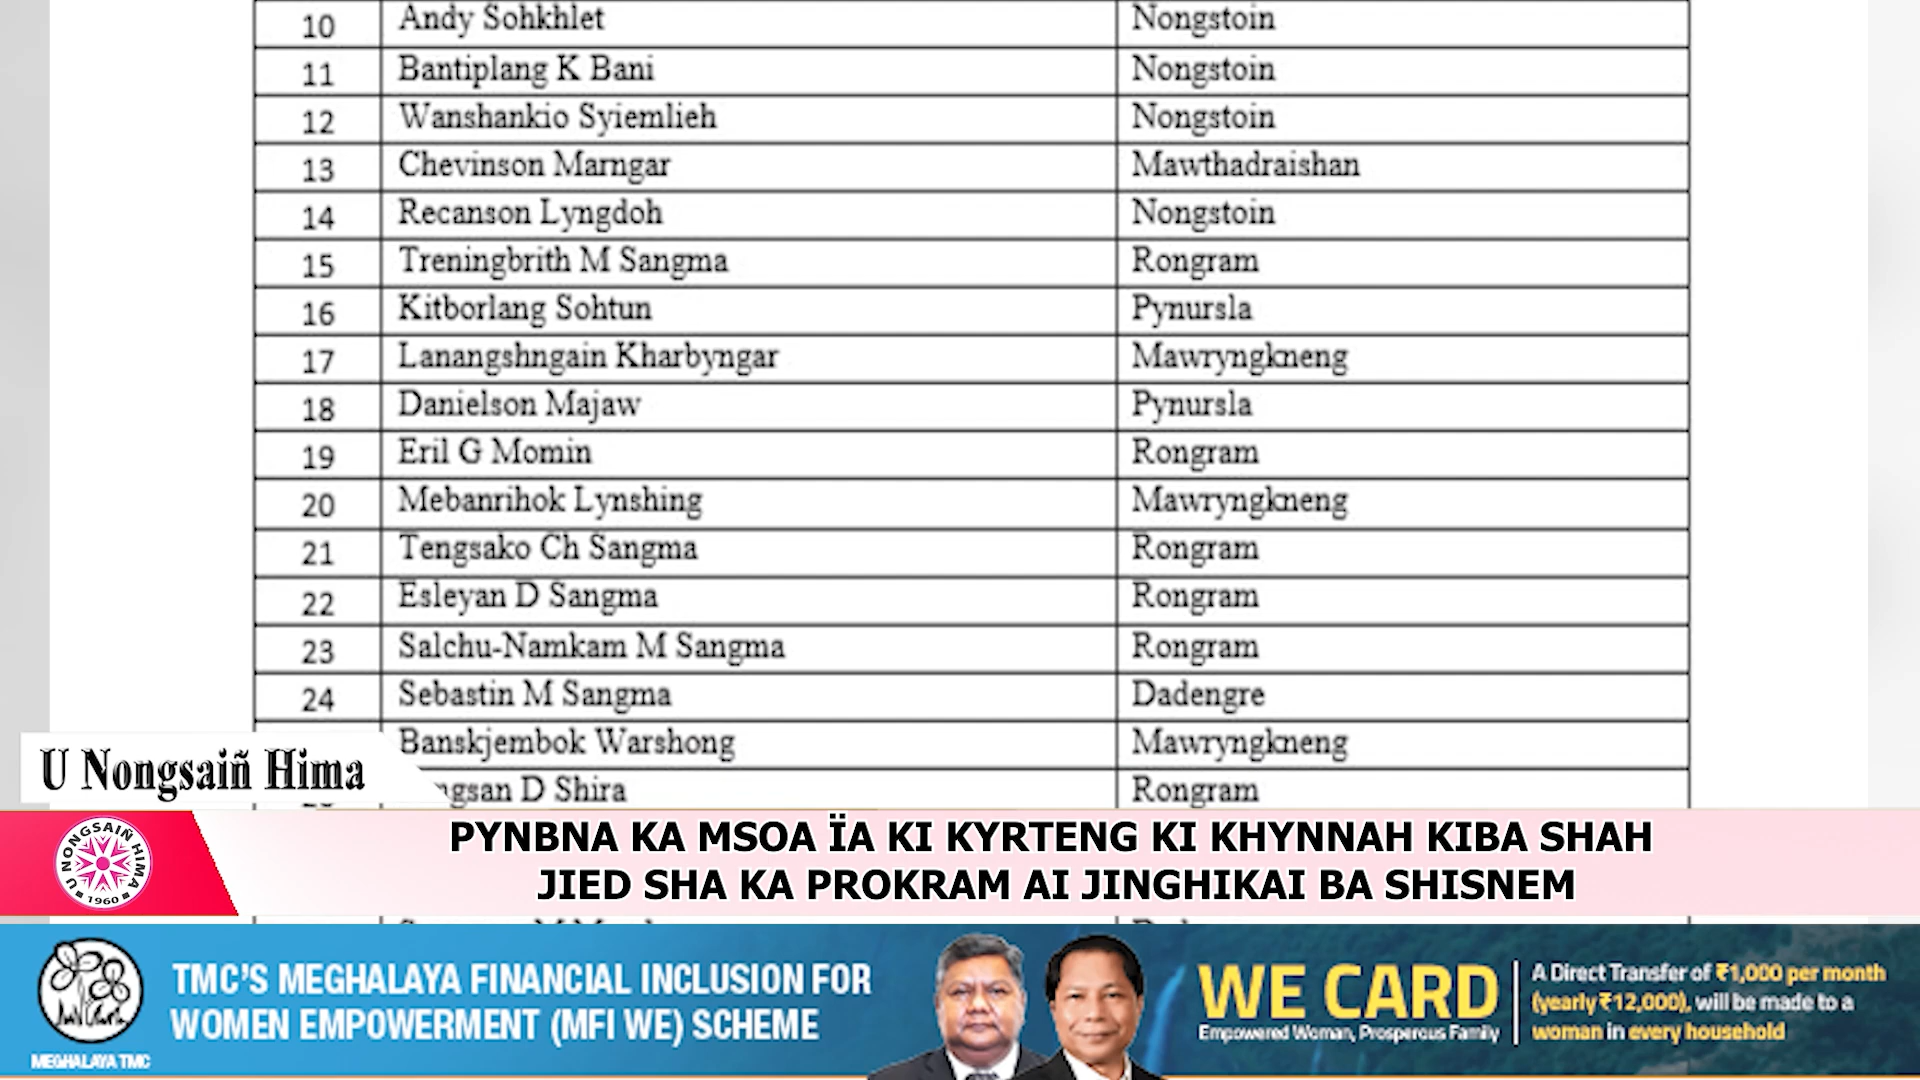 10 Andy Sohkhlet Nongstoin
11 Bantiplang K Bani Nongstoin
12 Wanshankio Syiemlieh Nongstoin
13 Chevinson Marngar Mawthadraishan
14 Recanson Lyngdoh Nongstoin
15 Treningbrith M Sangma Rongram
16 Kitborlang Sohtun Pynursla
17 Lanangshngain Kharbyngar Mawryngkneng
18 Danielson Majaw Pynursla
19 Eril G Momin Rongram
20 Mebanrihok Lynshing Mawryngkneng
21 Tengsako Ch Sangma Rongram
22 Esleyan D Sangma Rongram
23 Salchu-Namkam M Sangma Rongram
24 Sebastin M Sangma Dadengre
Banskjembok Warshong Mawryngkneng
D Shira Rongram
U Nongsaiñ Hima
U NONGSAIÑ HIMA
1960
PYNBNA KA MSOA ÏA KI KYRTENG KI KHYNNAH KIBA SHAH
JIED SHA KA PROKRAM AI JINGHIKAI BA SHISNEM
MEGHALAYA TMC
TMC'S MEGHALAYA FINANCIAL INCLUSION FOR
WOMEN EMPOWERMENT (MFI WE) SCHEME
WE CARD
Empowered Woman, Prosperous Family
A Direct Transfer of ₹1,000 per month
(yearly ₹12,000), will be made to a
woman in every household